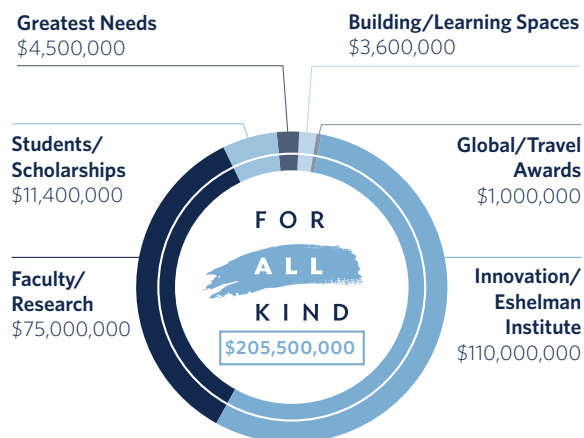 Greatest Needs
$4,500,000
Building/Learning Spaces
$3,600,000
Students/
Scholarships
$11,400,000
Global/Travel
Awards
$1,000,000
Faculty/
Research
$75,000,000
Innovation/
Eshelman
Institute
$110,000,000
FOR
ALL
KIND
$205,500,000